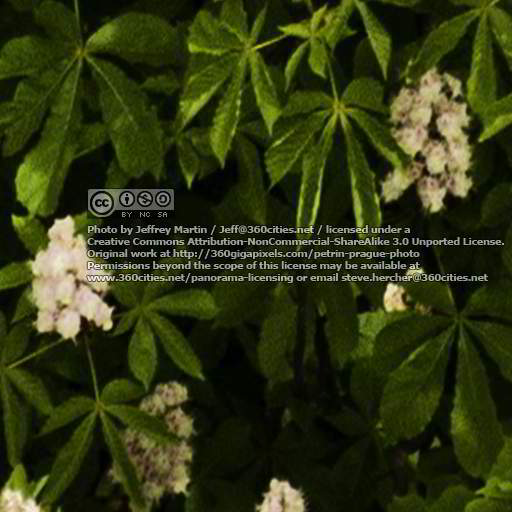 cc
BY NC SA
Photo by Jeffrey Martin / Jeff@360cities.net / licensed under a
Creative Commons Attribution-NonCommercial-ShareAlike 3.0 Unported License.
Original work at http://360gigapixels.com/petrin-prague-photo
Permissions beyond the scope of this license may be available at
www.360cities.net/panorama-licensing or email steve.hercher@360cities.net